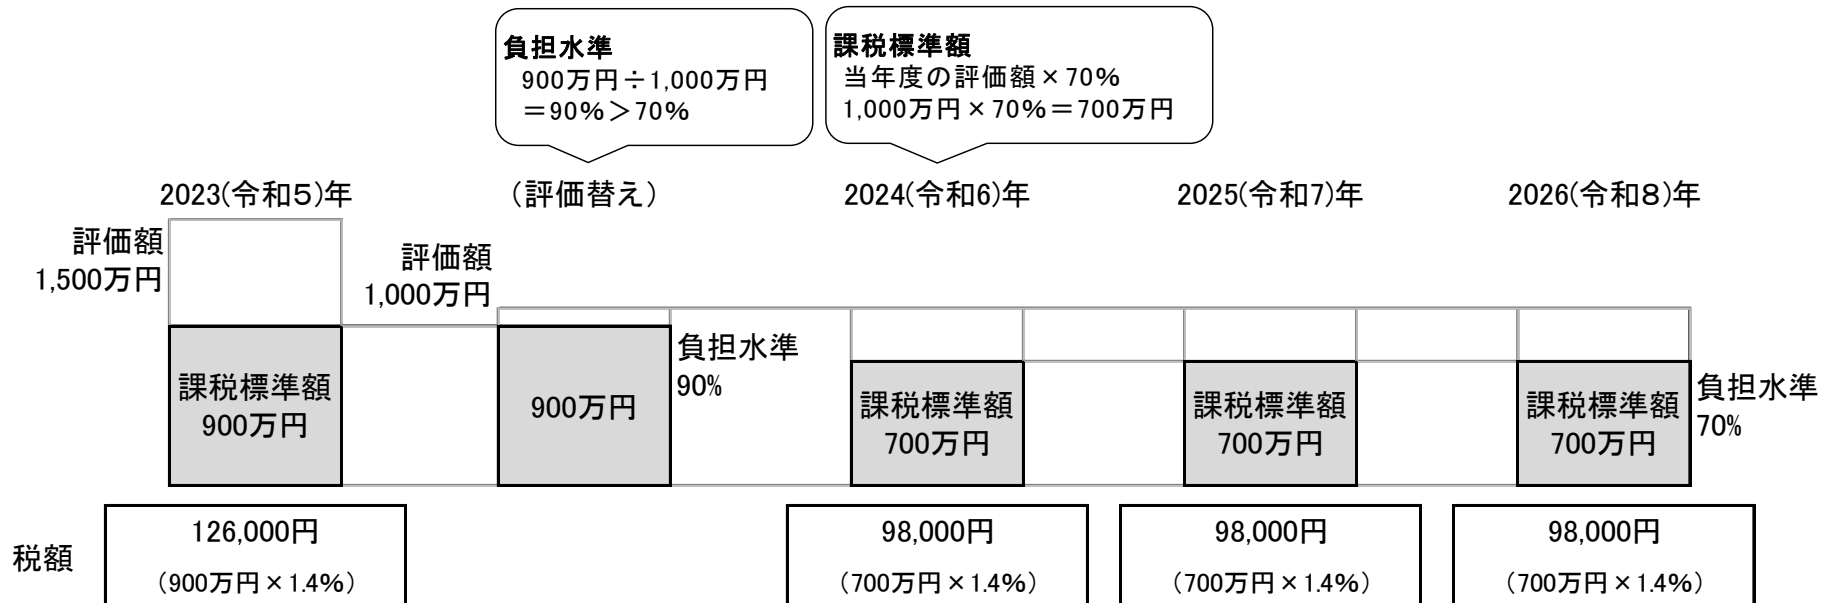 負担水準
900万円÷1,000万円
＝90％＞70％
課税標準額
当年度の評価額×70％
1,000万円×70％＝700万円
2023(令和5)年
（評価替え）
2024(令和6)年
2025(令和7)年
2026(令和8)年
評価額
1,500万円
評価額
1,000万円
課税標準額
900万円
900万円
負担水準
90%
課税標準額
700万円
課税標準額
700万円
課税標準額
700万円
負担水準
70%
税額
126,000円
（900万円×1.4％）
98,000円
（700万円×1.4％）
98,000円
（700万円×1.4％）
98,000円
（700万円×1.4％）